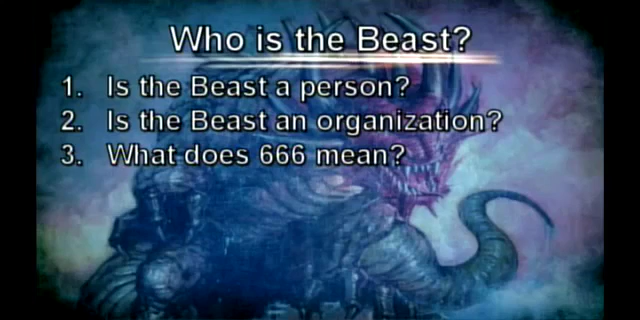 Who is the Beast?
1. Is the Beast a person?
2. Is the Beast an organization?
3. What does 666 mean?